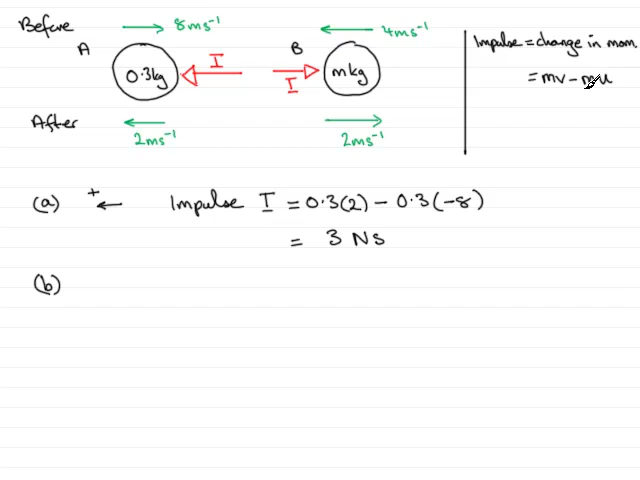 Before 8ms⁻¹ 4ms⁻¹
A B
0.3kg I I mkg
After 2ms⁻¹ 2ms⁻¹
Impulse = change in mom.
= mv - mu
(a) + Impulse I = 0.3(2) - 0.3(-8)
= 3 Ns
(b)